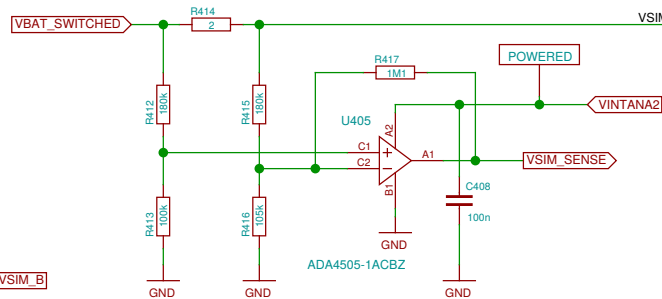 R414
VSIM
VBAT_SWITCHED
2
R417
POWERED
1M1
R412
180k
R415
180k
VINTANA2
U405
A2
C1
+
A1
VSIM_SENSE
C2
−
B1
C408
R413
100k
R416
105k
100n
GND
ADA4505-1ACBZ
VSIM_B
GND
GND
GND